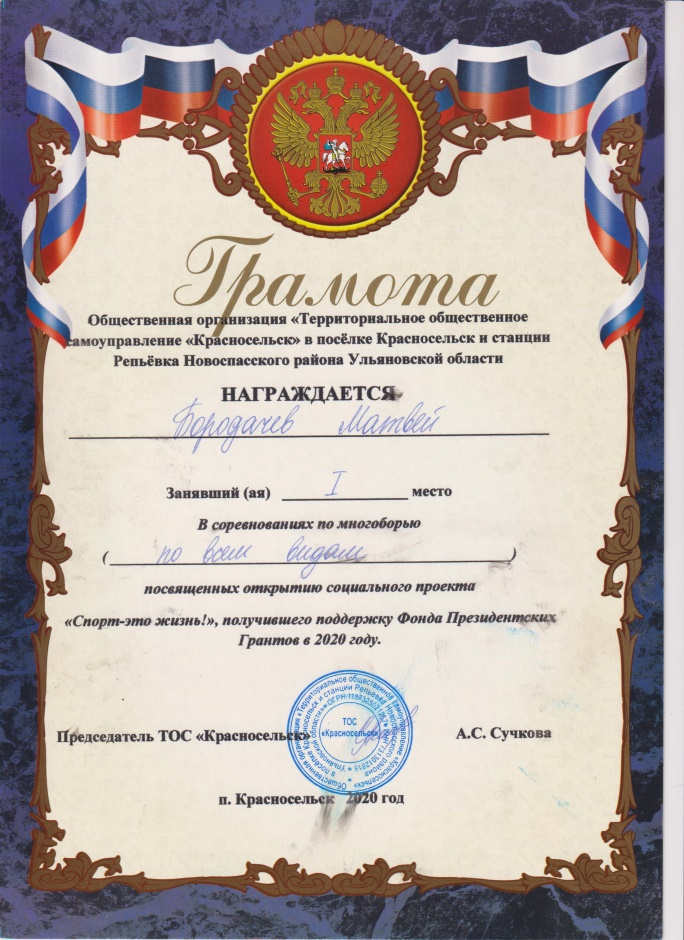 Грамота
Общественная организация «Территориальное общественное
самоуправление «Красносельск» в посёлке Красносельск и станции
Репьёвка Новоспасского района Ульяновской области
НАГРАЖДАЕТСЯ
Бородачев Матвей
Занявший (ая) I место
В соревнованиях по многоборью
( по всем видам )
посвященных открытию социального проекта
«Спорт-это жизнь!», получившего поддержку Фонда Президентских
Грантов в 2020 году.
Председатель ТОС «Красносельск»
А.С. Сучкова
ТОС
«Красносельск»
п. Красносельск 2020 год